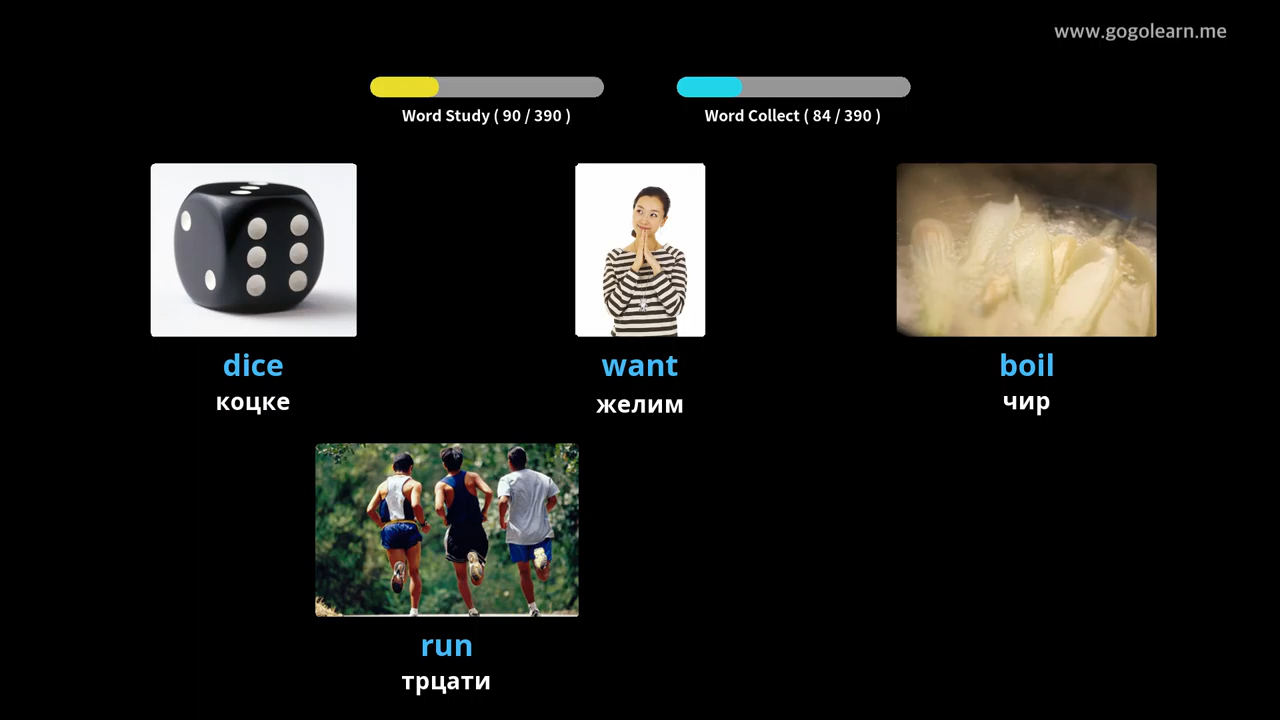 www.gogolearn.me
Word Study ( 90 / 390 )
Word Collect ( 84 / 390 )
dice
коцке
want
желим
boil
чир
run
трцати